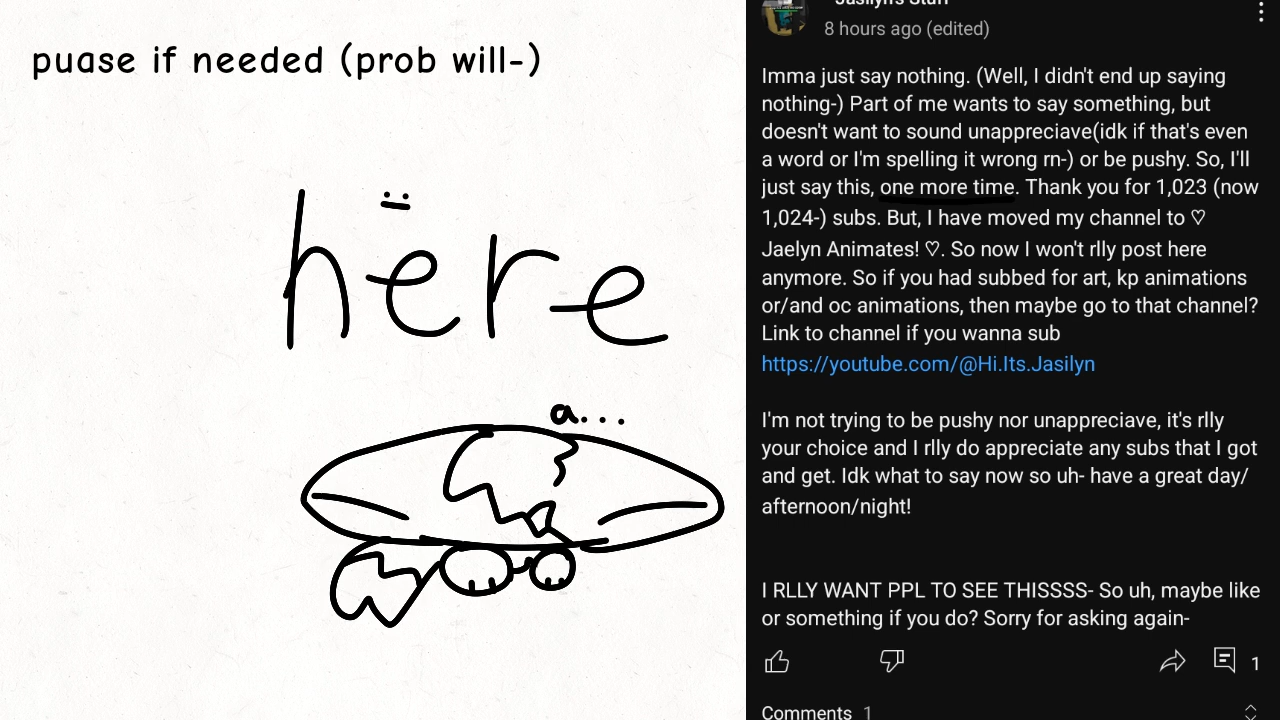 puase if needed (prob will-)
here
a...
Jasilyn's Stuff
8 hours ago (edited)
Imma just say nothing. (Well, I didn't end up saying
nothing-) Part of me wants to say something, but
doesn't want to sound unappreciave(idk if that's even
a word or I'm spelling it wrong rn-) or be pushy. So, I'll
just say this, one more time. Thank you for 1,023 (now
1,024-) subs. But, I have moved my channel to ♡
Jaelyn Animates! ♡. So now I won't rlly post here
anymore. So if you had subbed for art, kp animations
or/and oc animations, then maybe go to that channel?
Link to channel if you wanna sub
https://youtube.com/@Hi.Its.Jasilyn
I'm not trying to be pushy nor unappreciave, it's rlly
your choice and I rlly do appreciate any subs that I got
and get. Idk what to say now so uh- have a great day/
afternoon/night!
I RLLY WANT PPL TO SEE THISSSS- So uh, maybe like
or something if you do? Sorry for asking again-
1
Comments 1